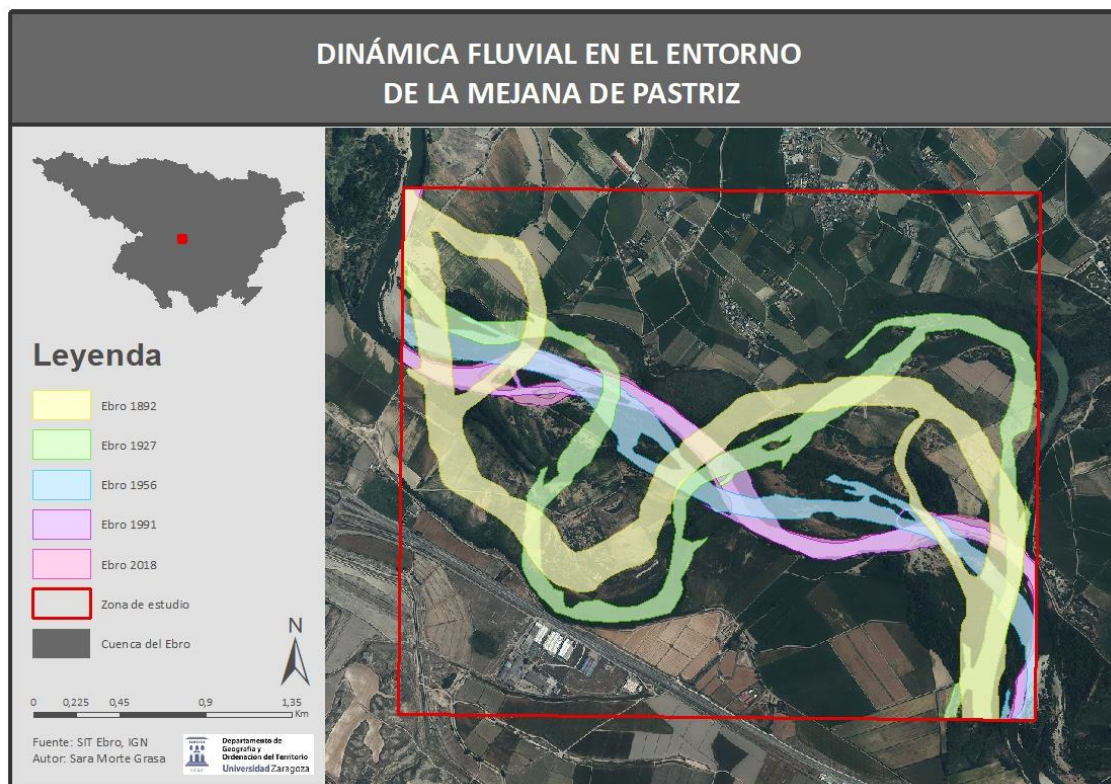 DINÁMICA FLUVIAL EN EL ENTORNO
DE LA MEJANA DE PASTRIZ
Leyenda
Ebro 1892
Ebro 1927
Ebro 1956
Ebro 1991
Ebro 2018
Zona de estudio
Cuenca del Ebro
N
0 0,225 0,45 0,9 1,35
Km
Fuente: SIT Ebro, IGN
Autor: Sara Morte Grasa
Departamento de
Geografía y
Ordenación del Territorio
Universidad Zaragoza